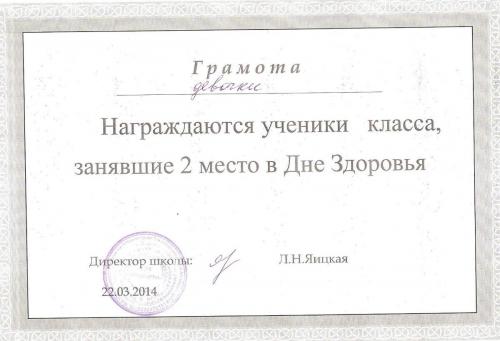 Грамота
девочки
Награждаются ученики класса,
занявшие 2 место в Дне Здоровья
Директор школы:
Л.Н.Яицкая
22.03.2014